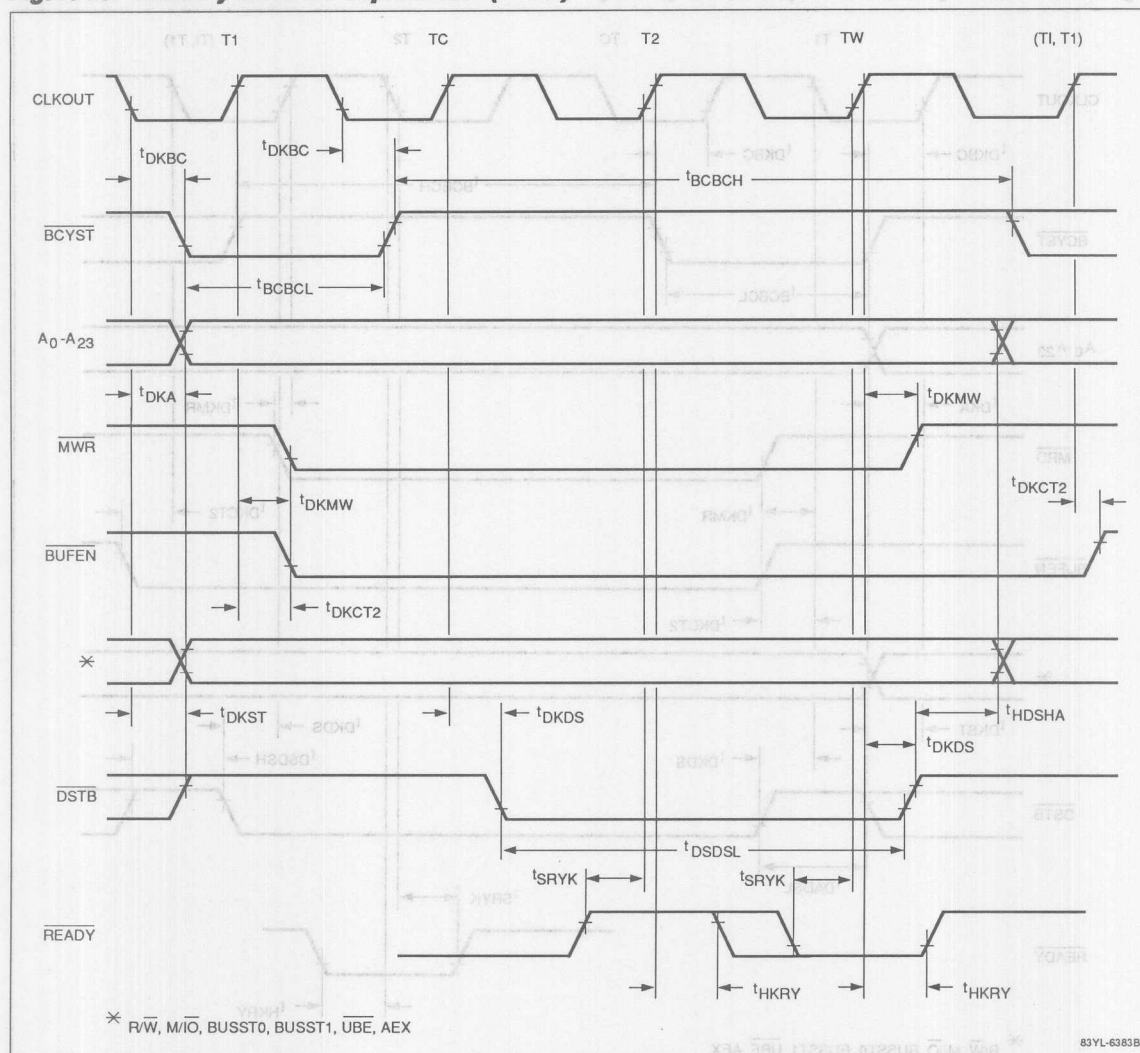 T1 TC T2 TW (TI, T1)
CLKOUT
tDKBC tDKBC
tBCBCH
BCYST
tBCBCL
A0-A23
tDKA tDKMW
MWR
tDKMW tDKCT2
BUFEN
tDKCT2
*
tDKST tDKDS tHDSHA
tDKDS
DSTB
tDSDSL
tSRYK tSRYK
READY
tHKRY tHKRY
* R/W, M/IO, BUSST0, BUSST1, UBE, AEX
83YL-6383B